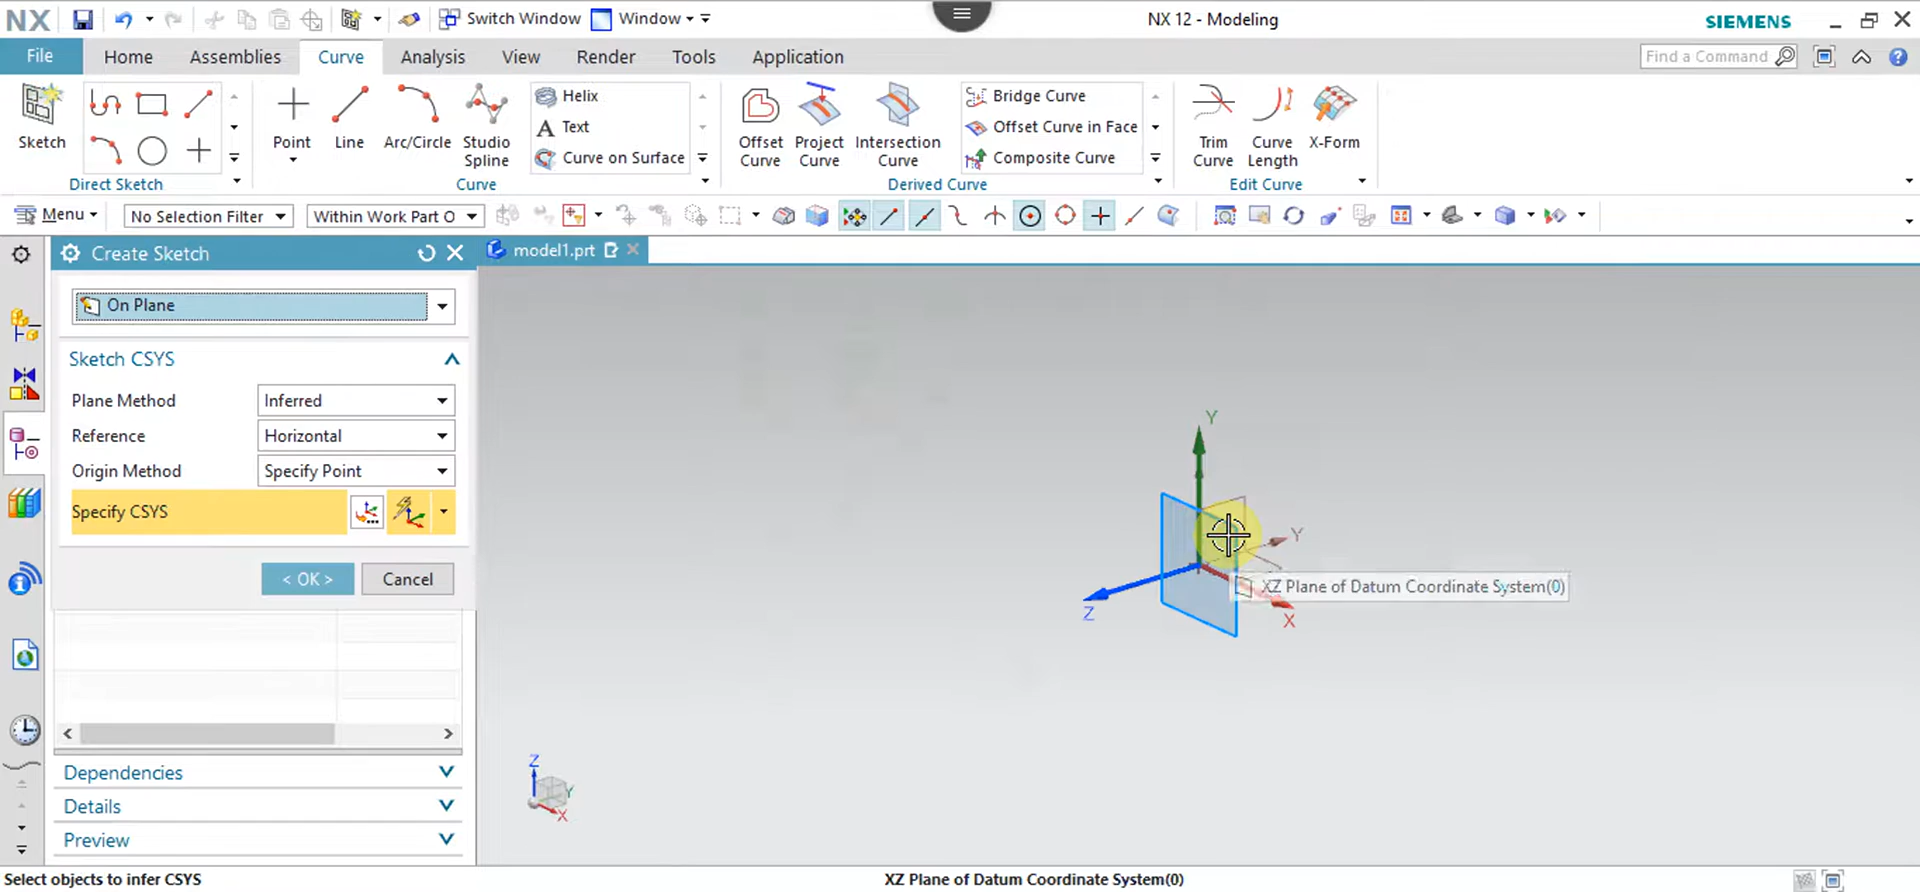 NX
Switch Window
Window
NX 12 - Modeling
SIEMENS
File
Home
Assemblies
Curve
Analysis
View
Render
Tools
Application
Find a Command
Sketch
Direct Sketch
Point
Line
Arc/Circle
Studio
Spline
Helix
A Text
Curve on Surface
Curve
Offset
Curve
Project
Curve
Intersection
Curve
Bridge Curve
Offset Curve in Face
Composite Curve
Derived Curve
Trim
Curve
Curve
Length
X-Form
Edit Curve
Menu
No Selection Filter
Within Work Part O
Create Sketch
model1.prt
On Plane
Sketch CSYS
Plane Method
Inferred
Reference
Horizontal
Origin Method
Specify Point
Specify CSYS
< OK >
Cancel
Y
Y
Z
X
XZ Plane of Datum Coordinate System(0)
Dependencies
Details
Preview
Z
Y
X
Select objects to infer CSYS
XZ Plane of Datum Coordinate System(0)